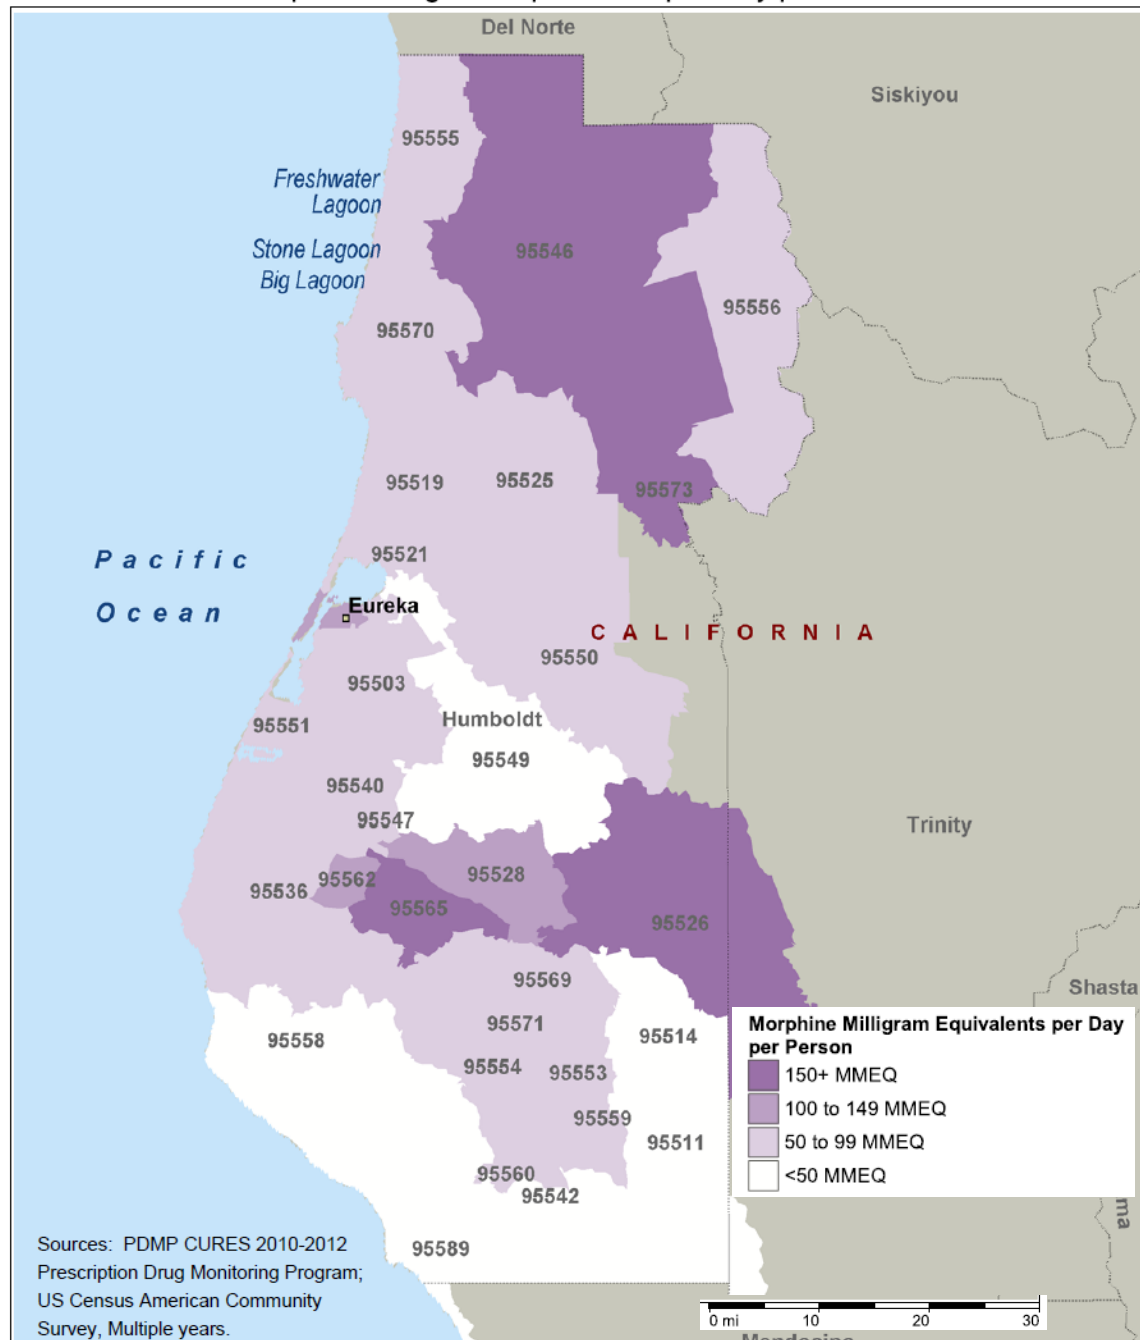 Del Norte
Siskiyou
95555
Freshwater
Lagoon
Stone Lagoon
Big Lagoon
95546
95556
95570
95519
95525
95573
95521
Pacific
Ocean
Eureka
CALIFORNIA
95550
95503
95551
Humboldt
95549
95540
95547
Trinity
95562
95528
95536
95565
95526
95569
Shasta
95571
95558
95514
95554
95553
95559
95511
95560
95542
95589
Morphine Milligram Equivalents per Day
per Person
150+ MMEQ
100 to 149 MMEQ
50 to 99 MMEQ
<50 MMEQ
ma
Sources: PDMP CURES 2010-2012
Prescription Drug Monitoring Program;
US Census American Community
Survey, Multiple years.
0 mi 10 20 30